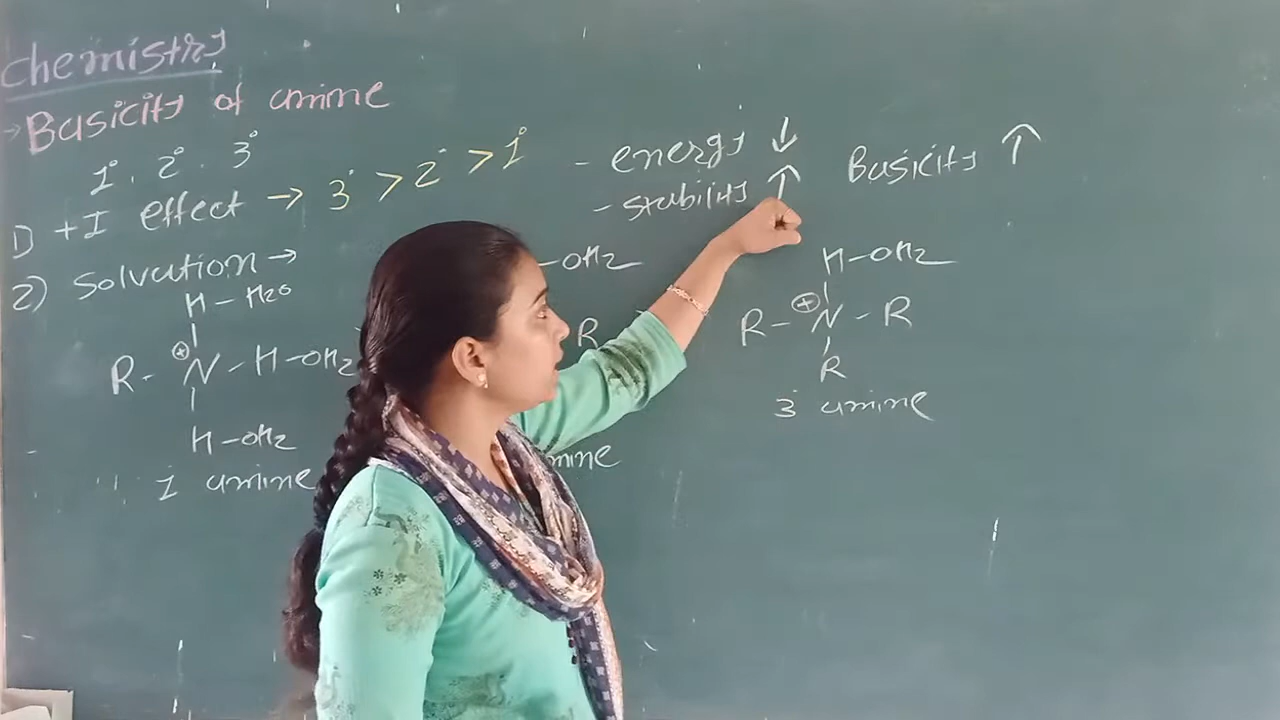 Chemistry
→ Basicity of amine
1°, 2°, 3°
1) +I effect → 3° > 2° > 1°
- energy ↓
- stability ↑
Basicity ↑
2) Solvation →
H - H2O
R - ⊕N - H - OH2
H - OH2
1° amine
- OH2
R
amine
H - OH2
R - ⊕N - R
R
3° amine